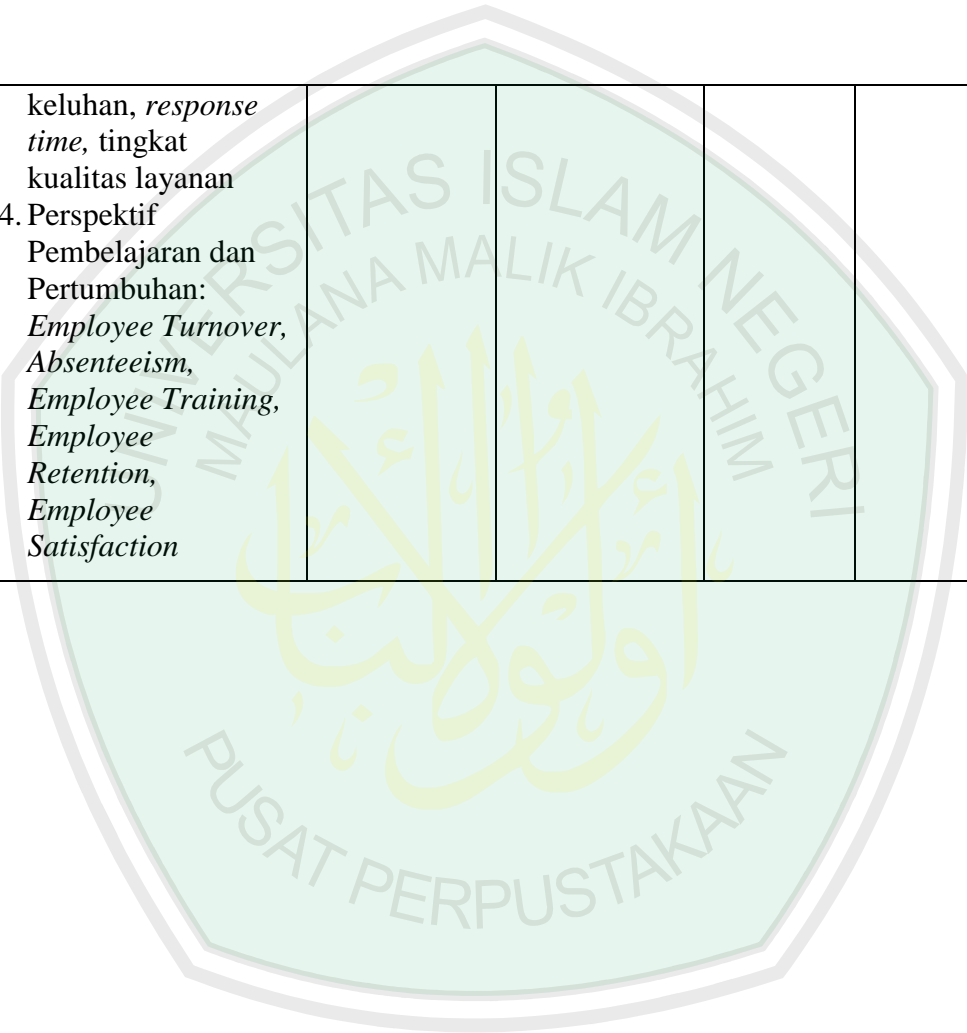 keluhan, response
time, tingkat
kualitas layanan
4. Perspektif
Pembelajaran dan
Pertumbuhan:
Employee Turnover,
Absenteeism,
Employee Training,
Employee
Retention,
Employee
Satisfaction
UNIVERSITAS ISLAM NEGERI
MAULANA MALIK IBRAHIM
PUSAT PERPUSTAKAAN